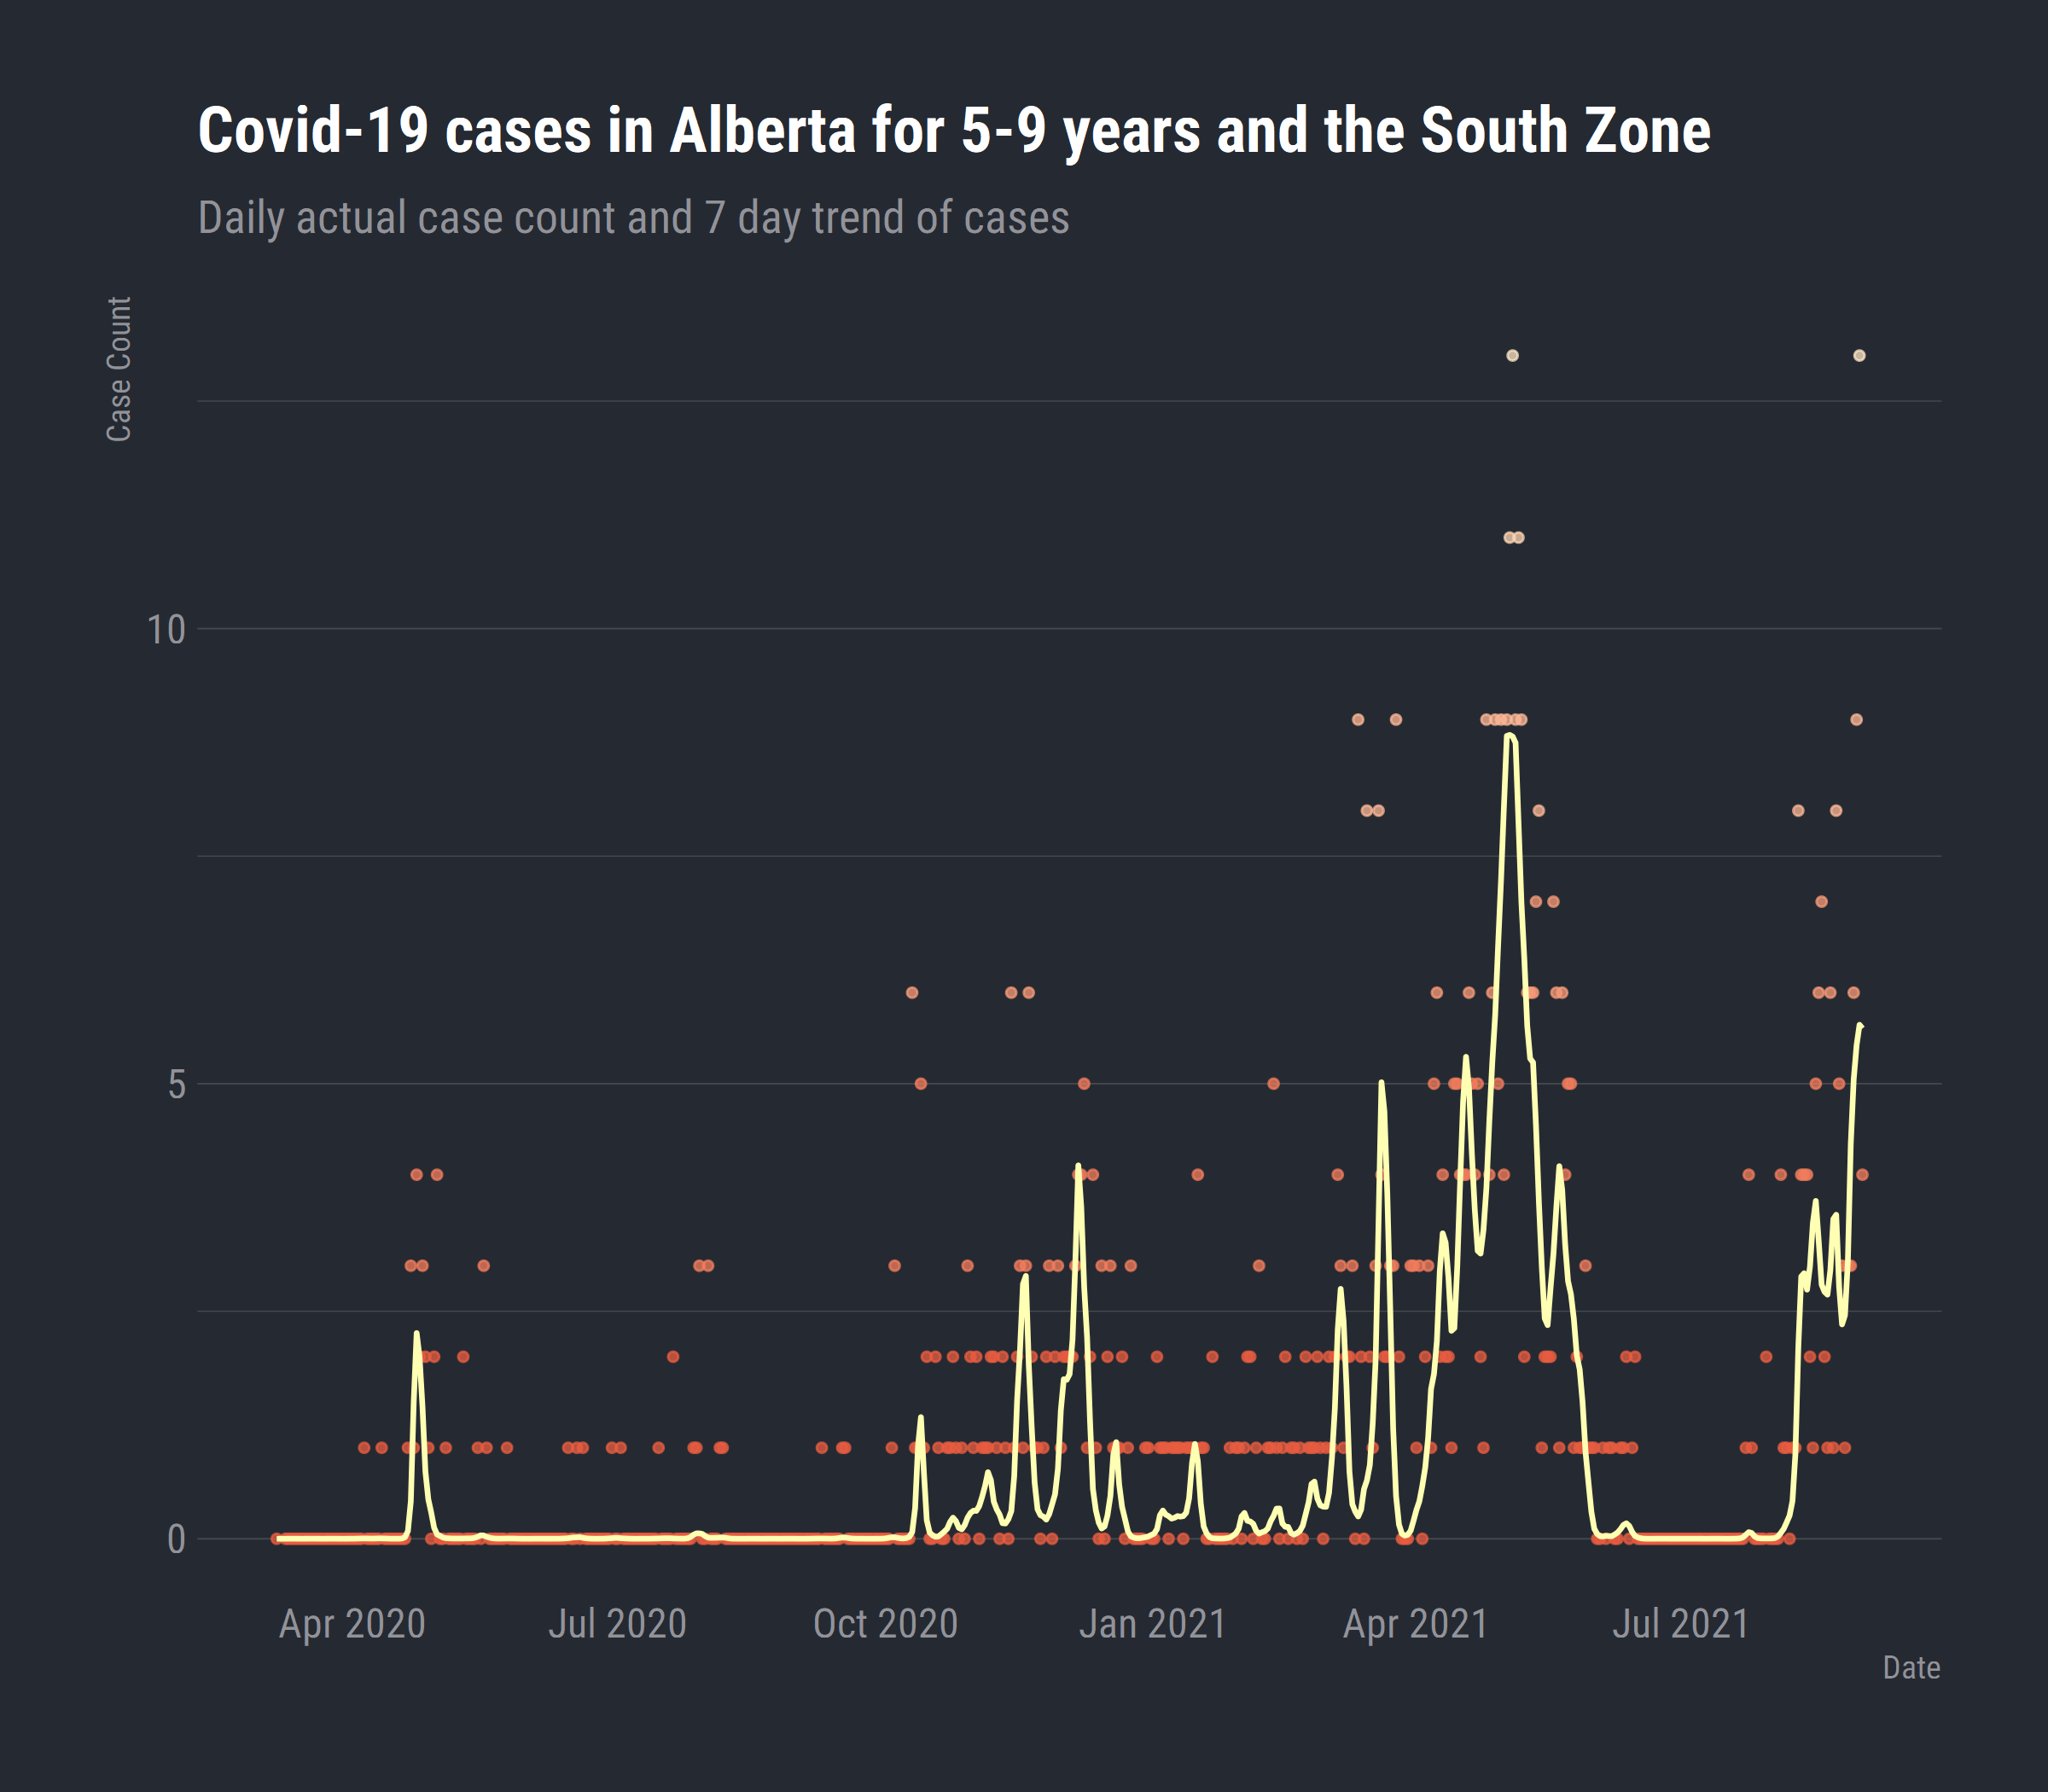 Covid-19 cases in Alberta for 5-9 years and the South Zone
Daily actual case count and 7 day trend of cases
Case Count
10
5
0
Apr 2020
Jul 2020
Oct 2020
Jan 2021
Apr 2021
Jul 2021
Date